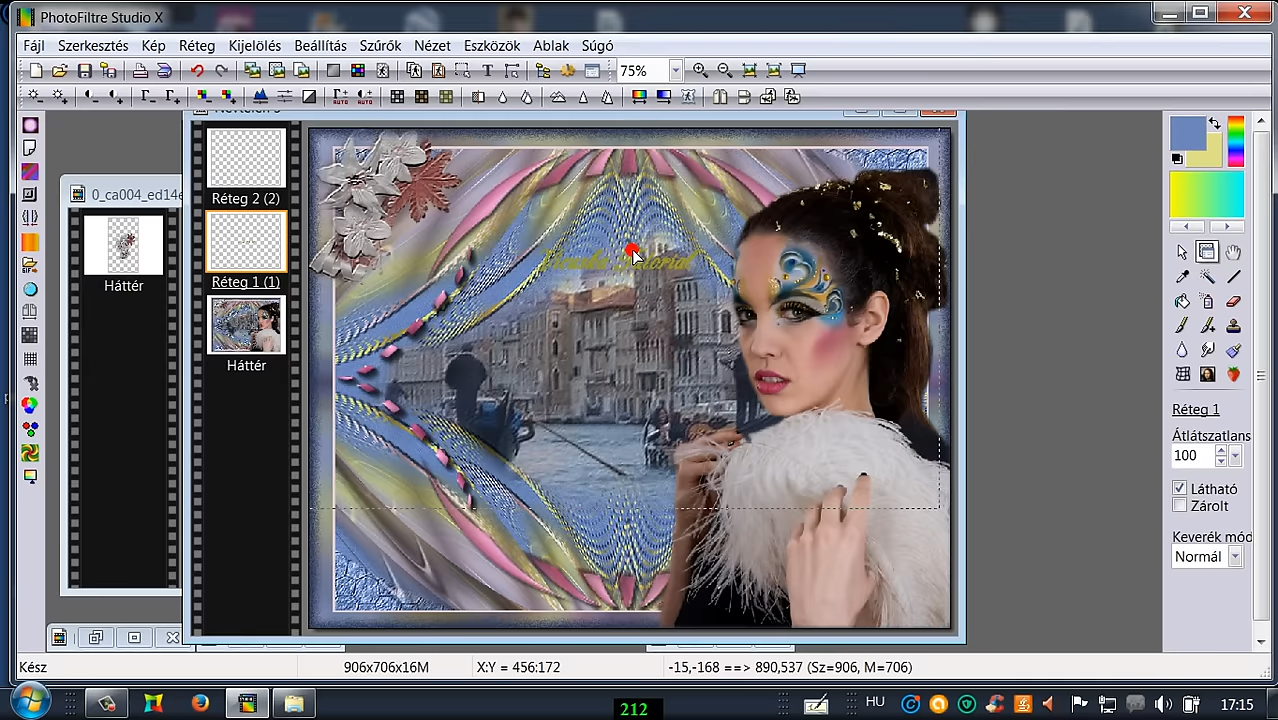 PhotoFiltre Studio X
Fájl Szerkesztés Kép Réteg Kijelölés Beállítás Szűrők Nézet Eszközök Ablak Súgó
75%
0_ca004_ed14e
Háttér
Réteg 2 (2)
Réteg 1 (1)
Háttér
Réteg 1
Átlátszatlans
100
Látható
Zárolt
Keverék mód
Normál
Kész
906x706x16M
X:Y = 456:172
-15,-168 ==> 890,537 (Sz=906, M=706)
212
HU
17:15